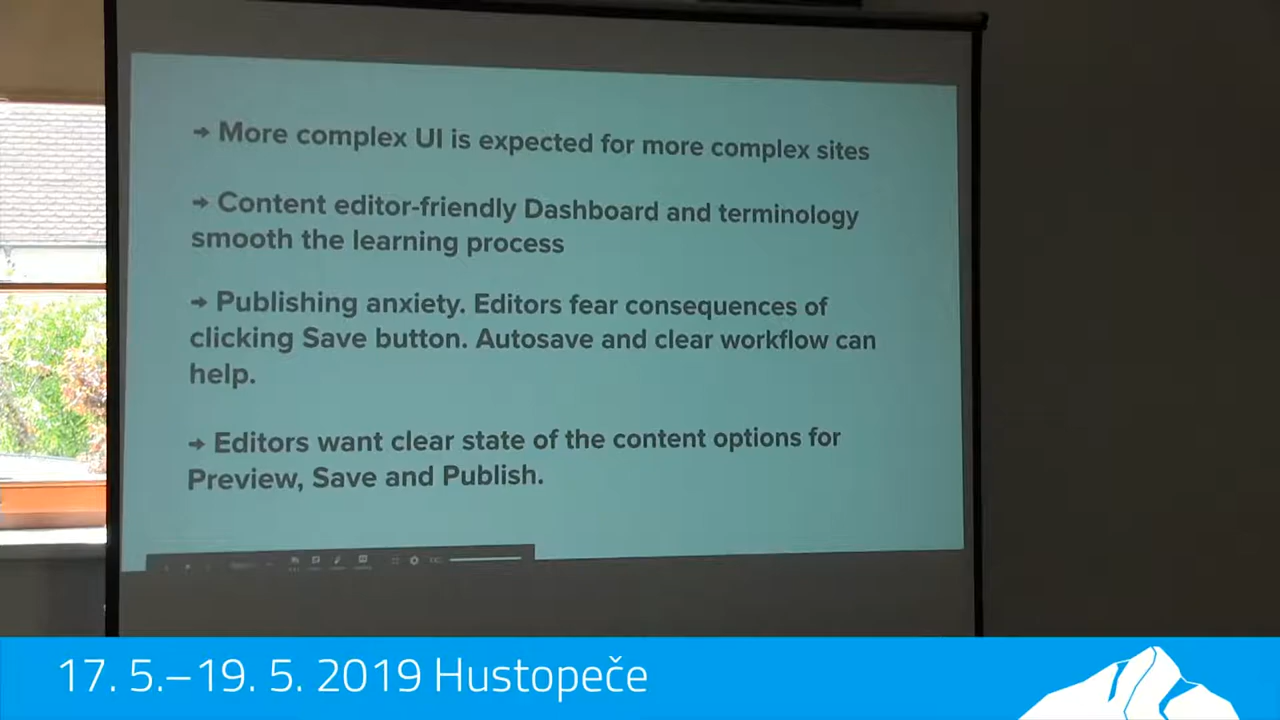 → More complex UI is expected for more complex sites
→ Content editor-friendly Dashboard and terminology
smooth the learning process
→ Publishing anxiety. Editors fear consequences of
clicking Save button. Autosave and clear workflow can
help.
→ Editors want clear state of the content options for
Preview, Save and Publish.
17. 5.–19. 5. 2019 Hustopeče